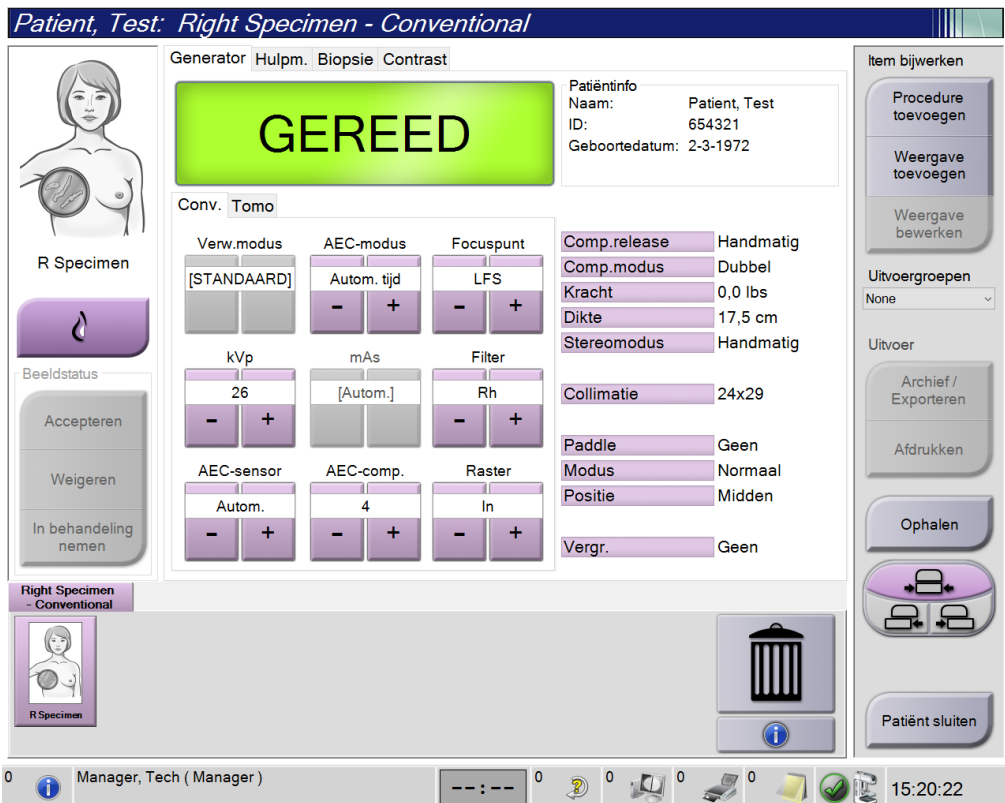 Patient, Test: Right Specimen - Conventional
R Specimen
Beeldstatus
Accepteren
Weigeren
In behandeling
nemen
Generator Hulpm. Biopsie Contrast
GEREED
Patiëntinfo
Naam: Patient, Test
ID: 654321
Geboortedatum: 2-3-1972
Conv. Tomo
Verw.modus AEC-modus Focuspunt
[STANDAARD] Autom. tijd LFS
- + - +
kVp mAs Filter
26 [Autom.] Rh
- + - +
AEC-sensor AEC-comp. Raster
Autom. 4 In
- + - + - +
Comp.release Handmatig
Comp.modus Dubbel
Kracht 0,0 lbs
Dikte 17,5 cm
Stereomodus Handmatig
Collimatie 24x29
Paddle Geen
Modus Normaal
Positie Midden
Vergr. Geen
Item bijwerken
Procedure
toevoegen
Weergave
toevoegen
Weergave
bewerken
Uitvoergroepen
None
Uitvoer
Archief /
Exporteren
Afdrukken
Ophalen
Patiënt sluiten
Right Specimen
- Conventional
R Specimen
0 Manager, Tech ( Manager ) --:-- 0 0 0 0 15:20:22